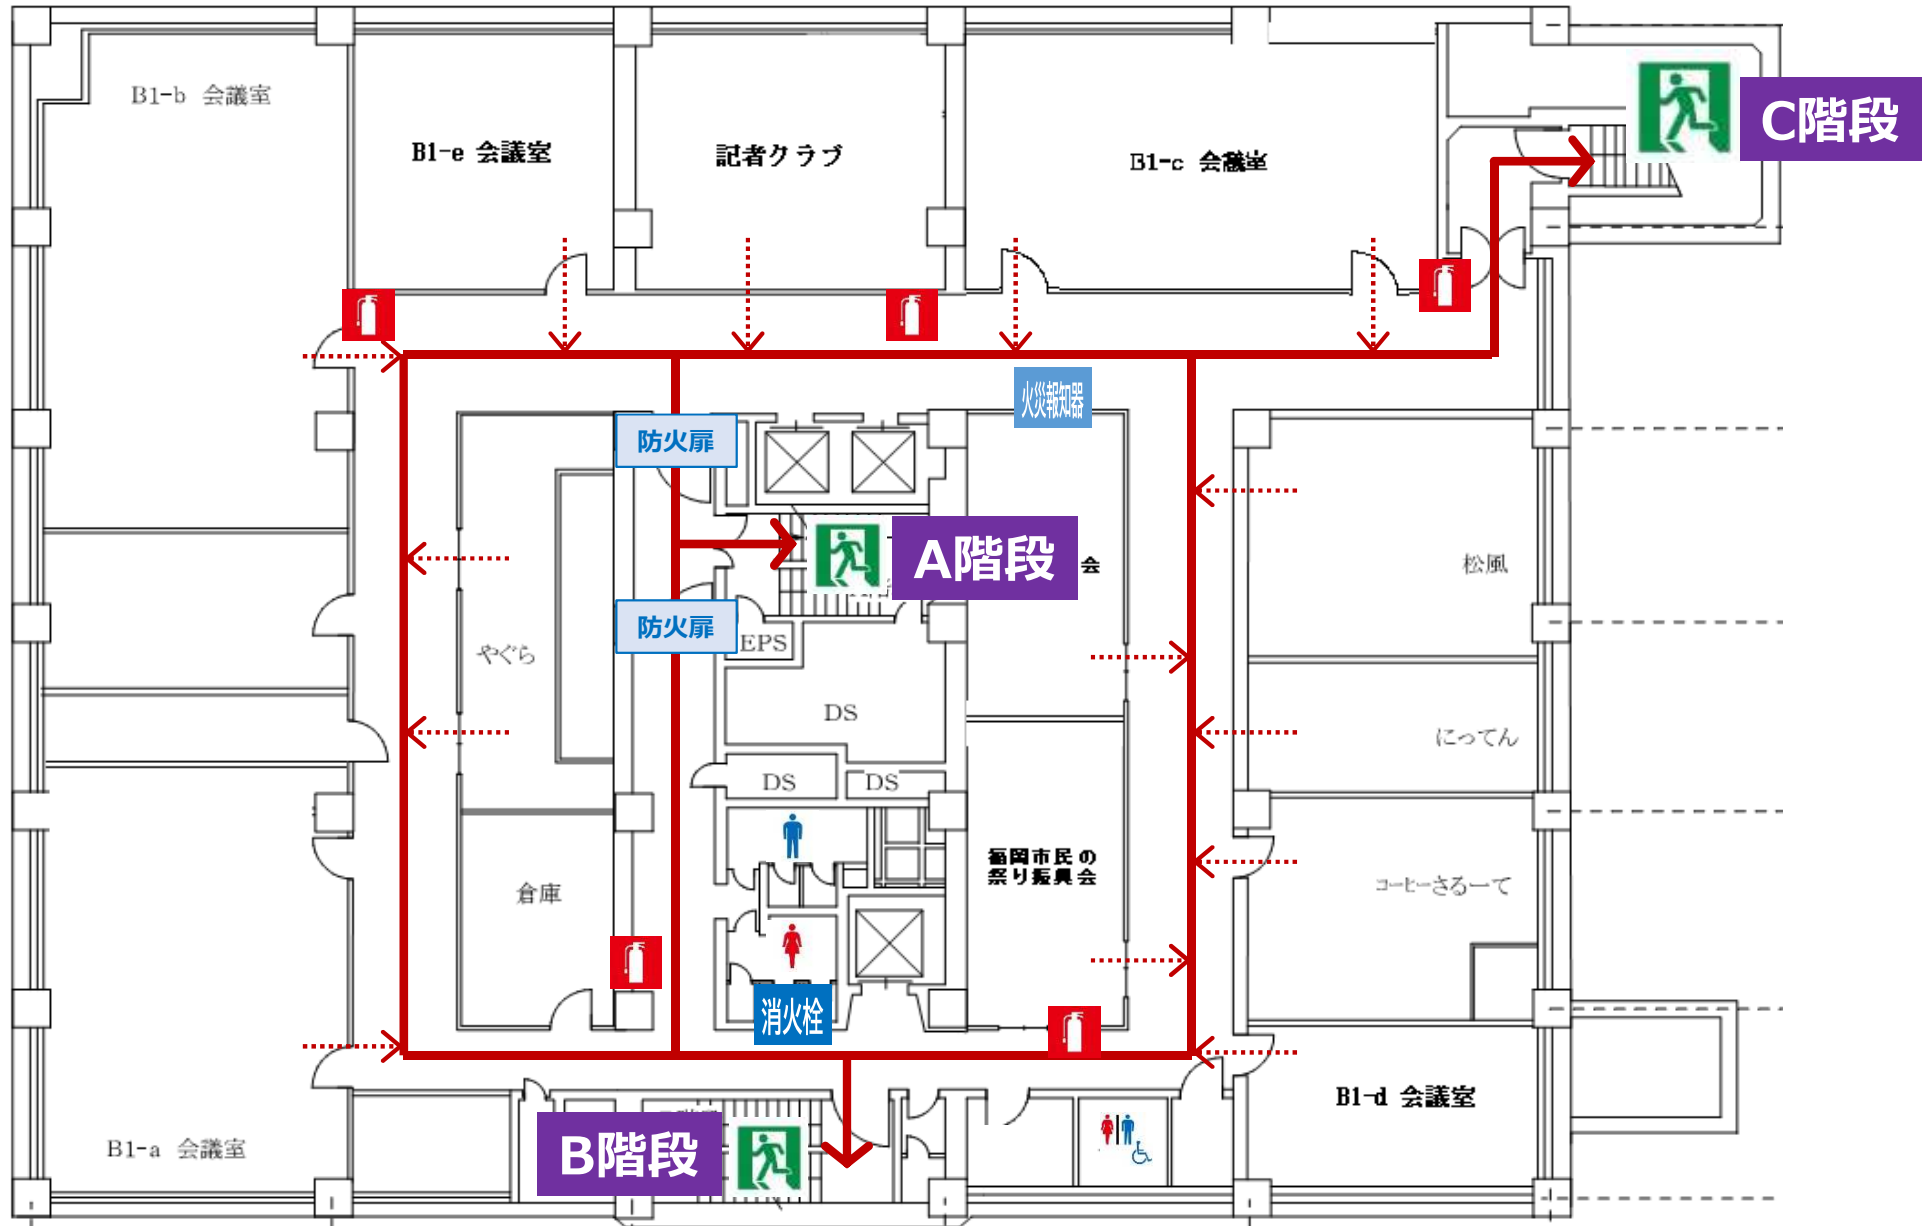 C階段
B1-b 会議室
B1-e 会議室
記者クラブ
B1-c 会議室
火災報知器
防火扉
A階段
会
松風
防火扉
EPS
やぐら
DS
にってん
DS
DS
福岡市民の
祭り振興会
コーヒーさるーて
倉庫
消火栓
B1-d 会議室
B1-a 会議室
B階段